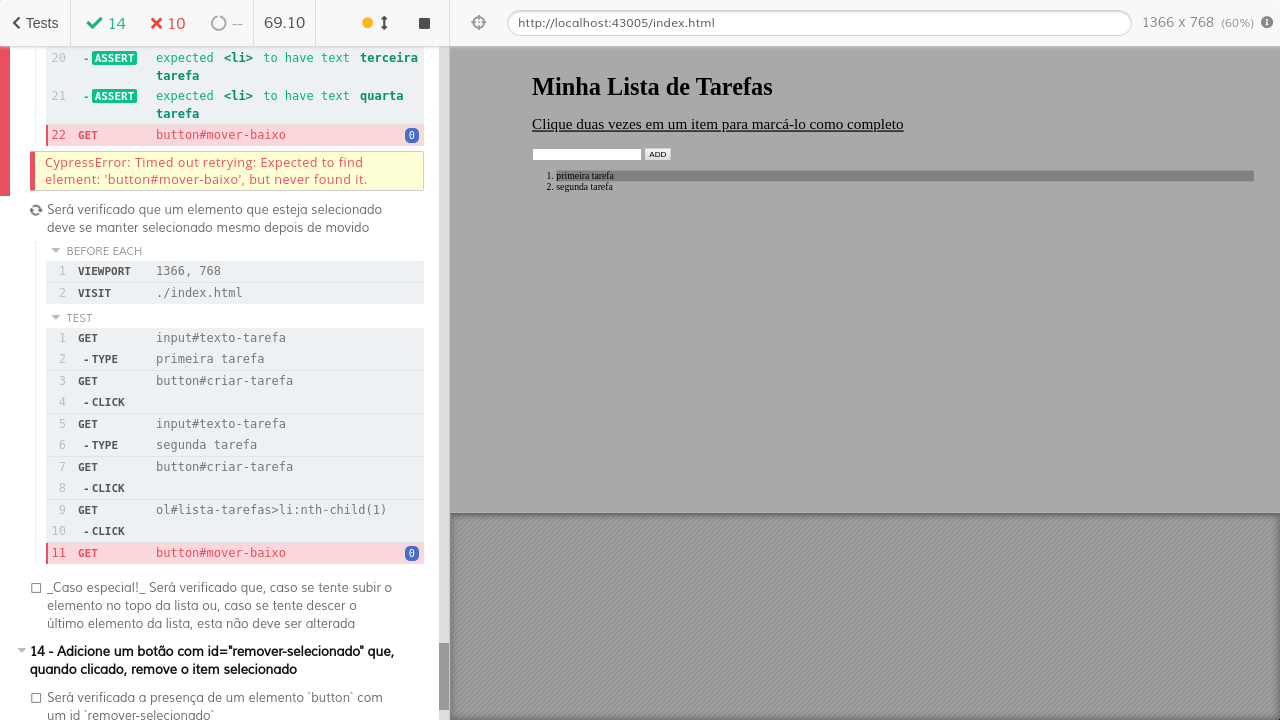 Tests 14 10 -- 69.10 http://localhost:43005/index.html 1366 x 768 (60%)
20 - ASSERT expected <li> to have text terceira
tarefa
21 - ASSERT expected <li> to have text quarta
tarefa
22 GET button#mover-baixo 0
CypressError: Timed out retrying: Expected to find
element: 'button#mover-baixo', but never found it.
Será verificado que um elemento que esteja selecionado
deve se manter selecionado mesmo depois de movido
BEFORE EACH
1 VIEWPORT 1366, 768
2 VISIT ./index.html
TEST
1 GET input#texto-tarefa
2 - TYPE primeira tarefa
3 GET button#criar-tarefa
4 - CLICK
5 GET input#texto-tarefa
6 - TYPE segunda tarefa
7 GET button#criar-tarefa
8 - CLICK
9 GET ol#lista-tarefas>li:nth-child(1)
10 - CLICK
11 GET button#mover-baixo 0
_Caso especial!_ Será verificado que, caso se tente subir o
elemento no topo da lista ou, caso se tente descer o
último elemento da lista, esta não deve ser alterada
14 - Adicione um botão com id="remover-selecionado" que,
quando clicado, remove o item selecionado
Será verificada a presença de um elemento `button` com
um id `remover-selecionado`
Minha Lista de Tarefas
Clique duas vezes em um item para marcá-lo como completo
ADD
1. primeira tarefa
2. segunda tarefa